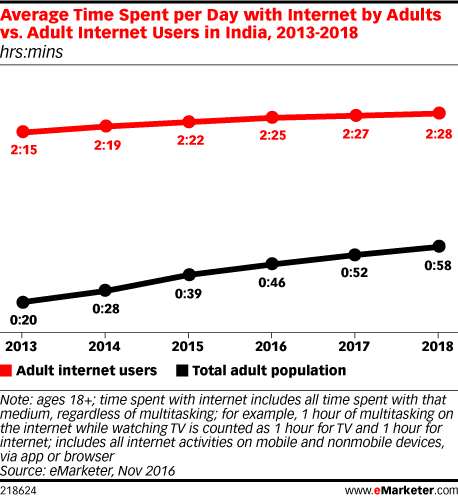 Average Time Spent per Day with Internet by Adults
vs. Adult Internet Users in India, 2013-2018
hrs:mins
2:15 2:19 2:22 2:25 2:27 2:28
0:20 0:28 0:39 0:46 0:52 0:58
2013 2014 2015 2016 2017 2018
Adult internet users Total adult population
Note: ages 18+; time spent with internet includes all time spent with that
medium, regardless of multitasking; for example, 1 hour of multitasking on
the internet while watching TV is counted as 1 hour for TV and 1 hour for
internet; includes all internet activities on mobile and nonmobile devices,
via app or browser
Source: eMarketer, Nov 2016
218624 www.eMarketer.com